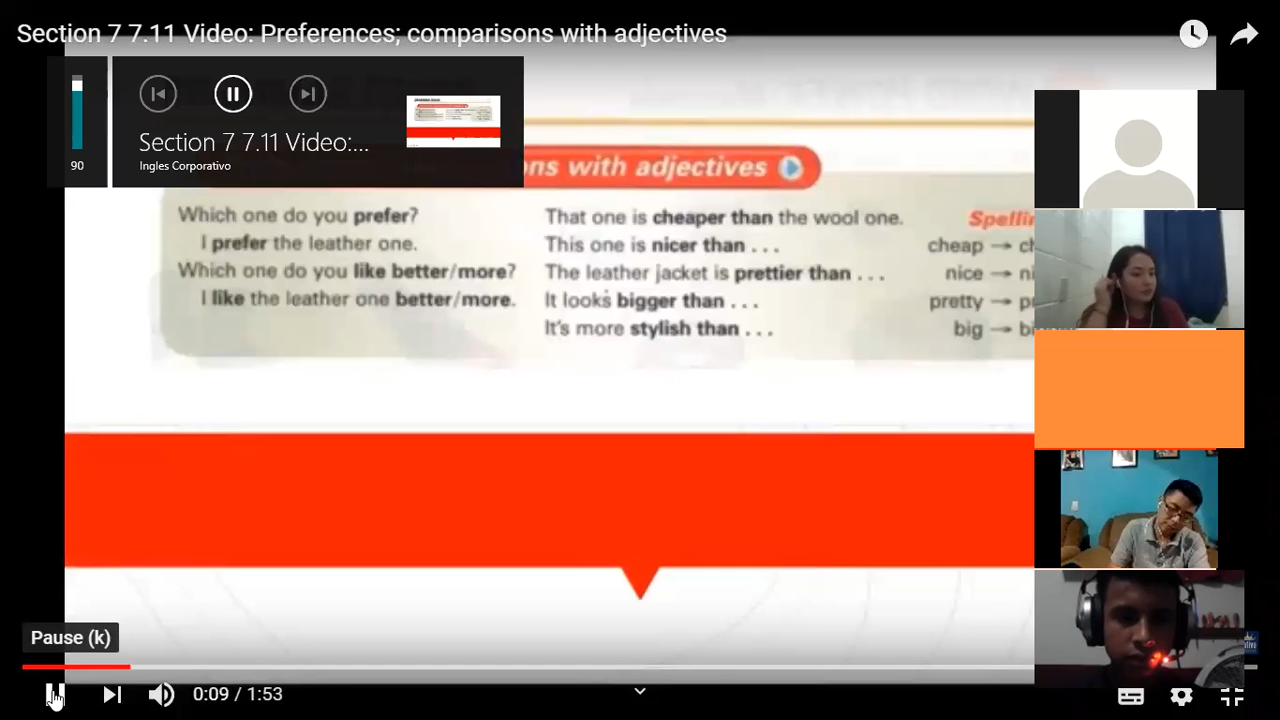 Section 7 7.11 Video: Preferences; comparisons with adjectives
90
Section 7 7.11 Video:...
Ingles Corporativo
with adjectives
Which one do you prefer?
I prefer the leather one.
Which one do you like better/more?
I like the leather one better/more.
That one is cheaper than the wool one.
This one is nicer than . . .
The leather jacket is prettier than . . .
It looks bigger than . . .
It's more stylish than . . .
cheap →
nice →
pretty →
big →
Pause (k)
0:09 / 1:53